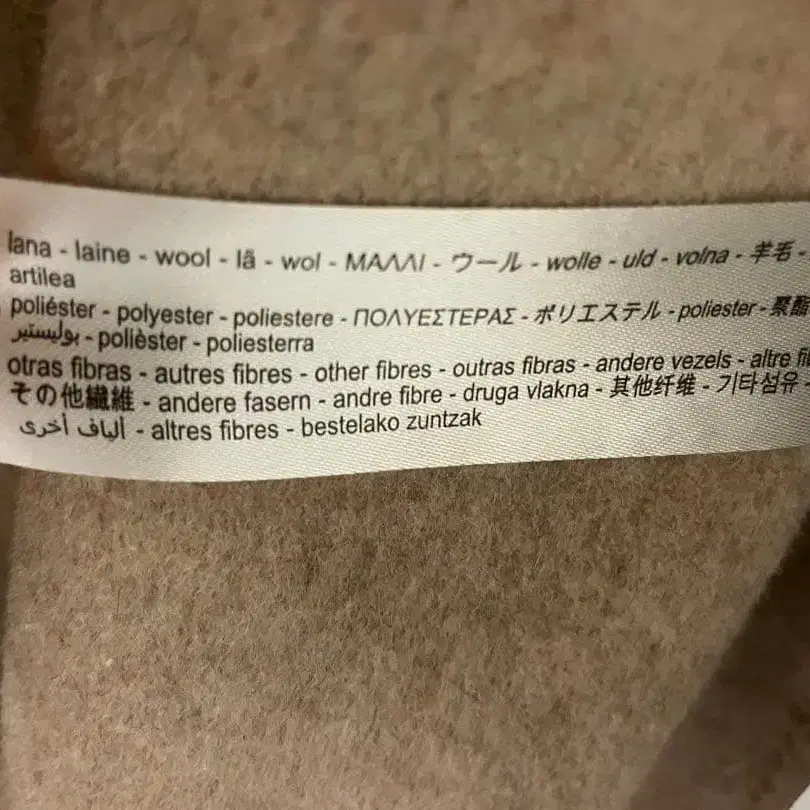 lana - laine - wool - lã - wol - ΜΑΛΛΙ - ウール - wolle - uld - volna - 羊毛 -
artilea
poliéster - polyester - poliestere - ΠΟΛΥΕΣΤΕΡΑΣ - ポリエステル - poliester - 聚酯
بوليستير - polièster - poliesterra
otras fibras - autres fibres - other fibres - outras fibras - andere vezels - altre
その他繊維 - andere fasern - andre fibre - druga vlakna - 其他纤维 - 기타섬유 -
ألياف أخرى - altres fibres - bestelako zuntzak